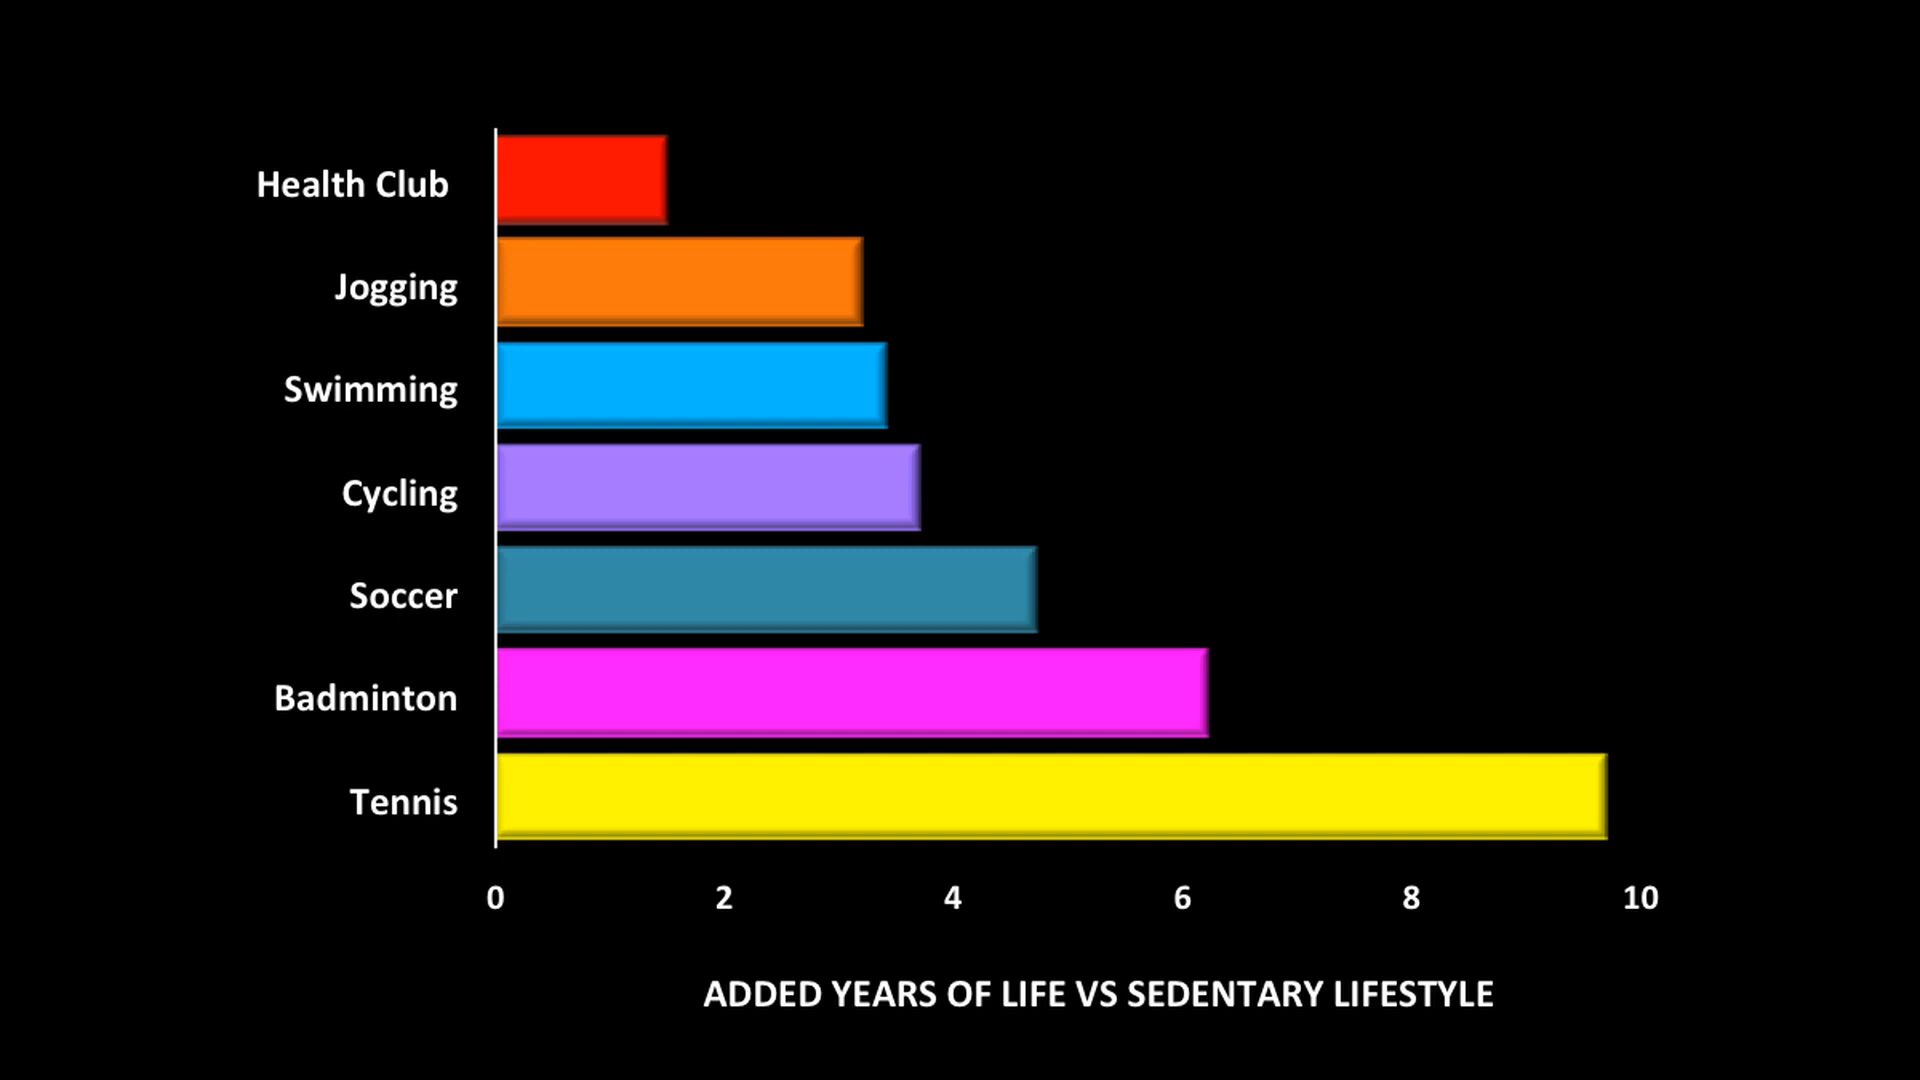 Health Club
Jogging
Swimming
Cycling
Soccer
Badminton
Tennis
0 2 4 6 8 10
ADDED YEARS OF LIFE VS SEDENTARY LIFESTYLE